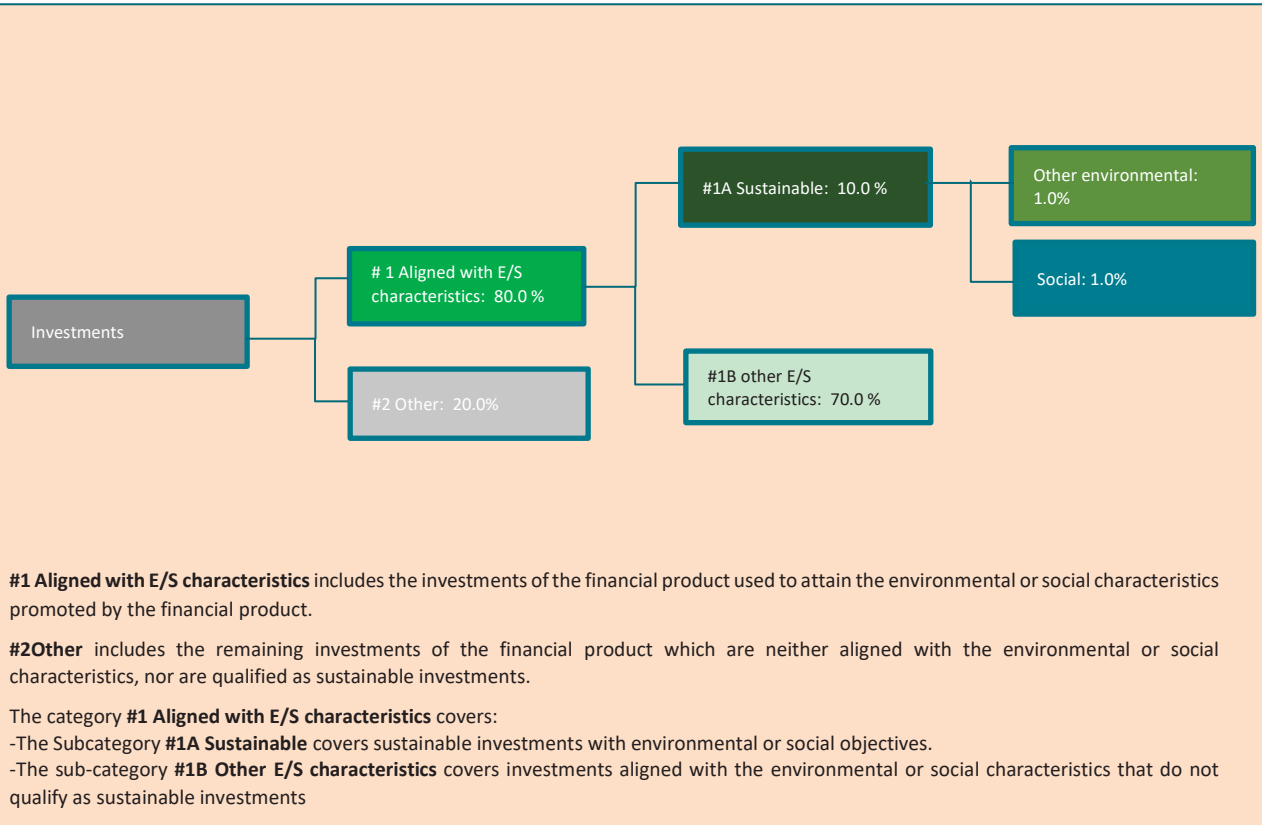 #1A Sustainable: 10.0 %
Other environmental:
1.0%
# 1 Aligned with E/S
characteristics: 80.0 %
Social: 1.0%
Investments
#2 Other: 20.0%
#1B other E/S
characteristics: 70.0 %
#1 Aligned with E/S characteristics includes the investments of the financial product used to attain the environmental or social characteristics
promoted by the financial product.
#2Other includes the remaining investments of the financial product which are neither aligned with the environmental or social
characteristics, nor are qualified as sustainable investments.
The category #1 Aligned with E/S characteristics covers:
-The Subcategory #1A Sustainable covers sustainable investments with environmental or social objectives.
-The sub-category #1B Other E/S characteristics covers investments aligned with the environmental or social characteristics that do not
qualify as sustainable investments